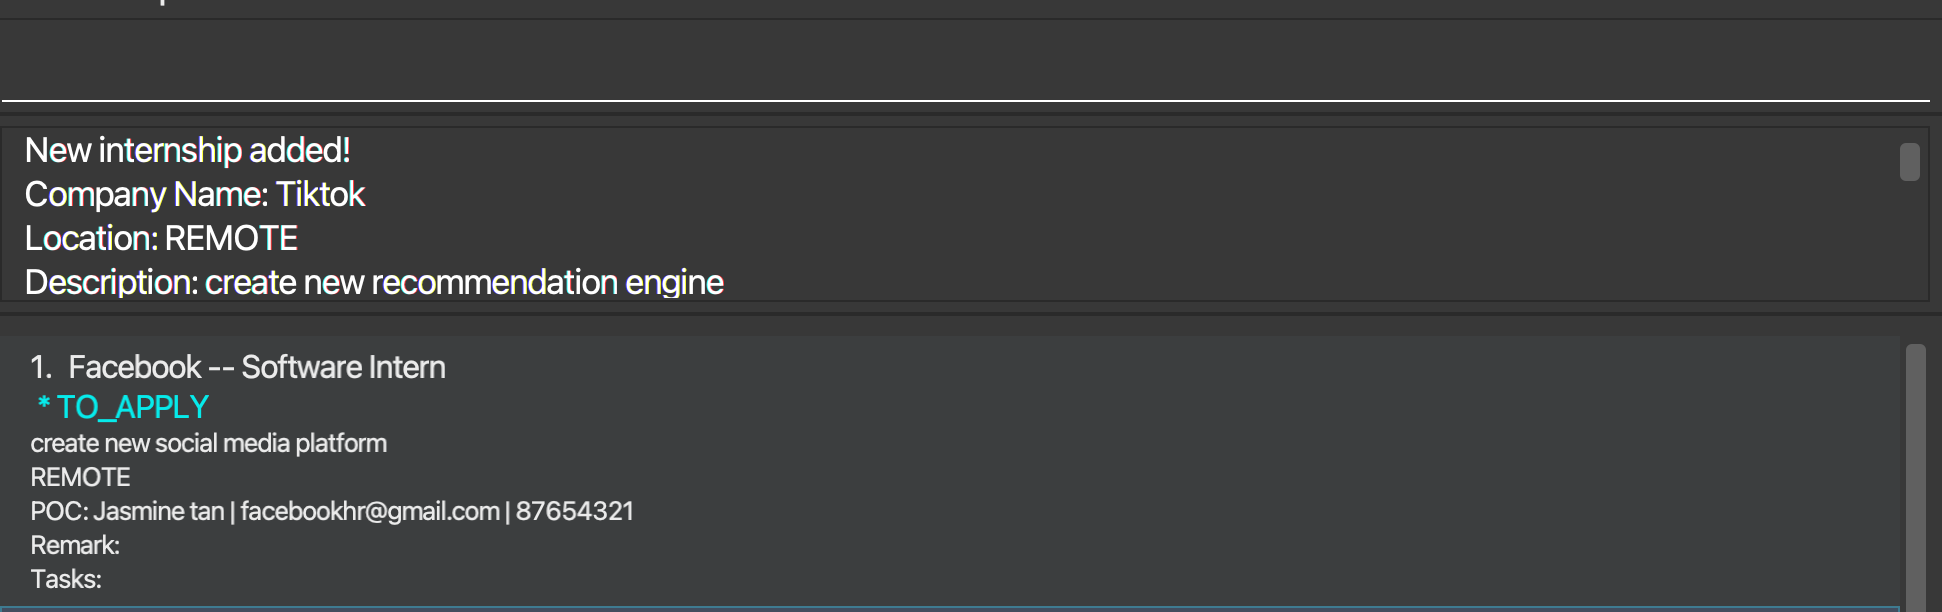 New internship added!
Company Name: Tiktok
Location: REMOTE
Description: create new recommendation engine
1. Facebook -- Software Intern
* TO_APPLY
create new social media platform
REMOTE
POC: Jasmine tan | facebookhr@gmail.com | 87654321
Remark:
Tasks: